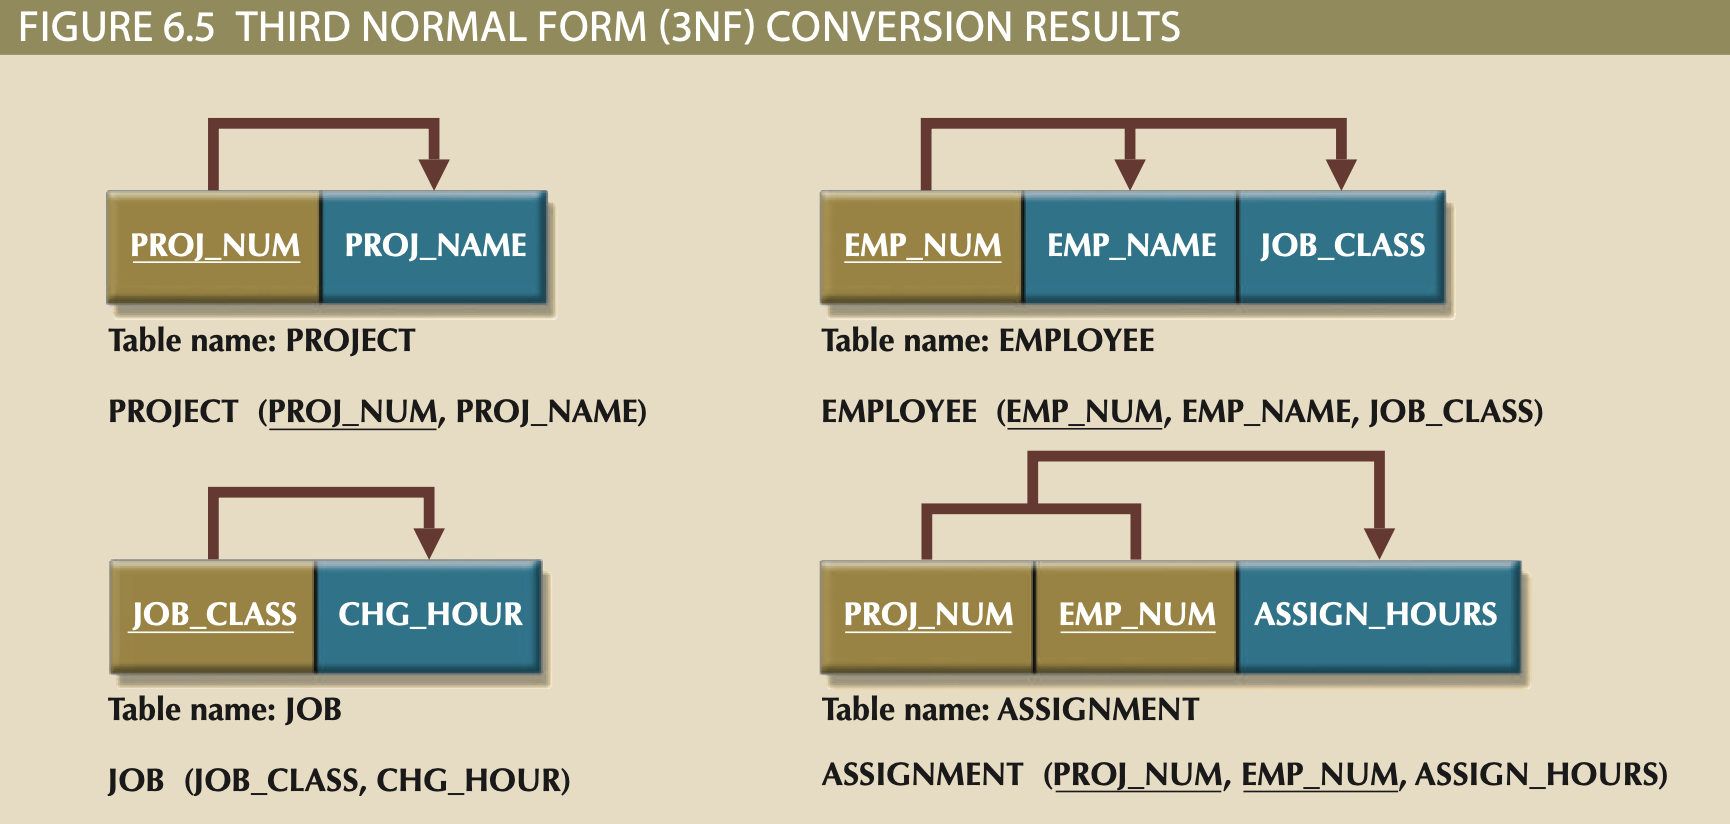 FIGURE 6.5 THIRD NORMAL FORM (3NF) CONVERSION RESULTS
PROJ_NUM PROJ_NAME
Table name: PROJECT
PROJECT (PROJ_NUM, PROJ_NAME)
EMP_NUM EMP_NAME JOB_CLASS
Table name: EMPLOYEE
EMPLOYEE (EMP_NUM, EMP_NAME, JOB_CLASS)
JOB_CLASS CHG_HOUR
Table name: JOB
JOB (JOB_CLASS, CHG_HOUR)
PROJ_NUM EMP_NUM ASSIGN_HOURS
Table name: ASSIGNMENT
ASSIGNMENT (PROJ_NUM, EMP_NUM, ASSIGN_HOURS)